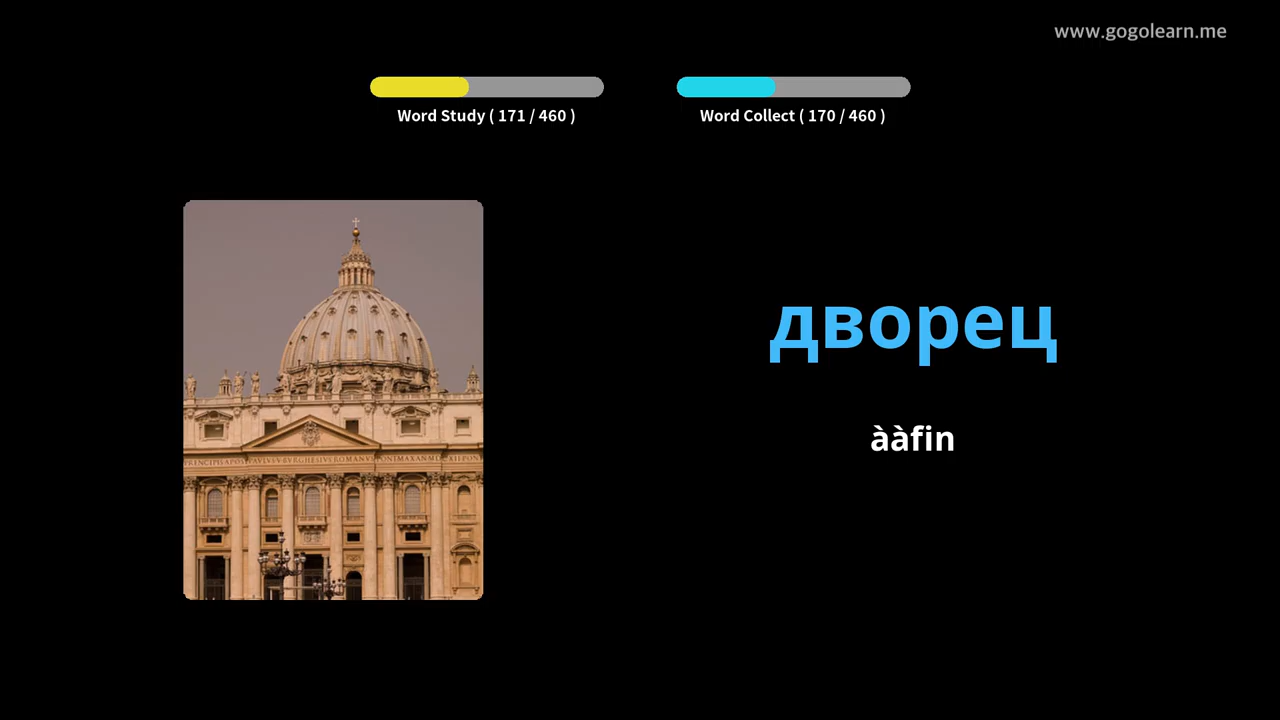 www.gogolearn.me
Word Study ( 171 / 460 )
Word Collect ( 170 / 460 )
дворец
ààfin